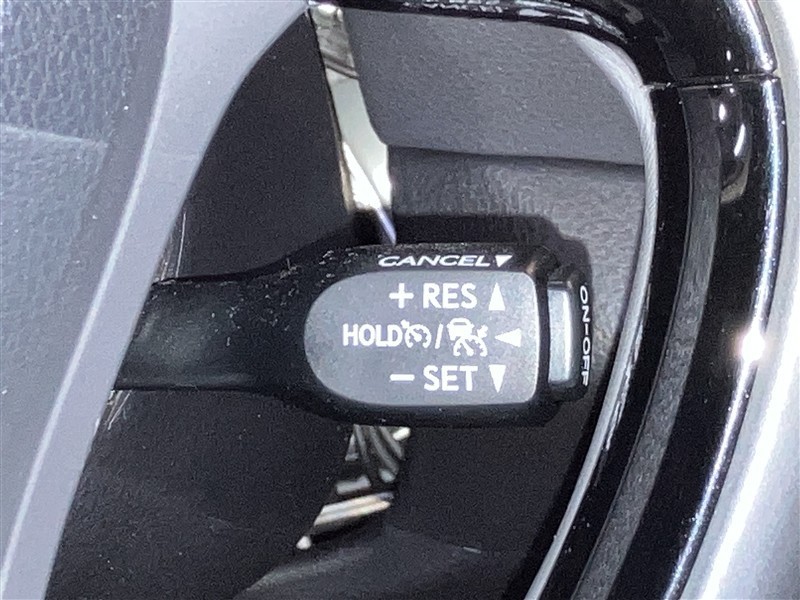 CANCEL▼
+ RES ▲
HOLD / ◀
− SET ▼
ON-OFF